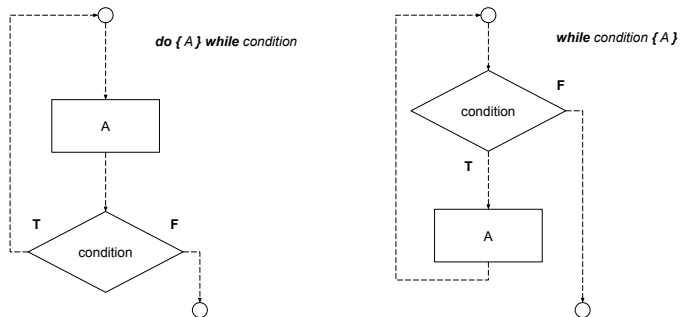 do { A } while condition
A
T
F
condition
while condition { A }
F
condition
T
A